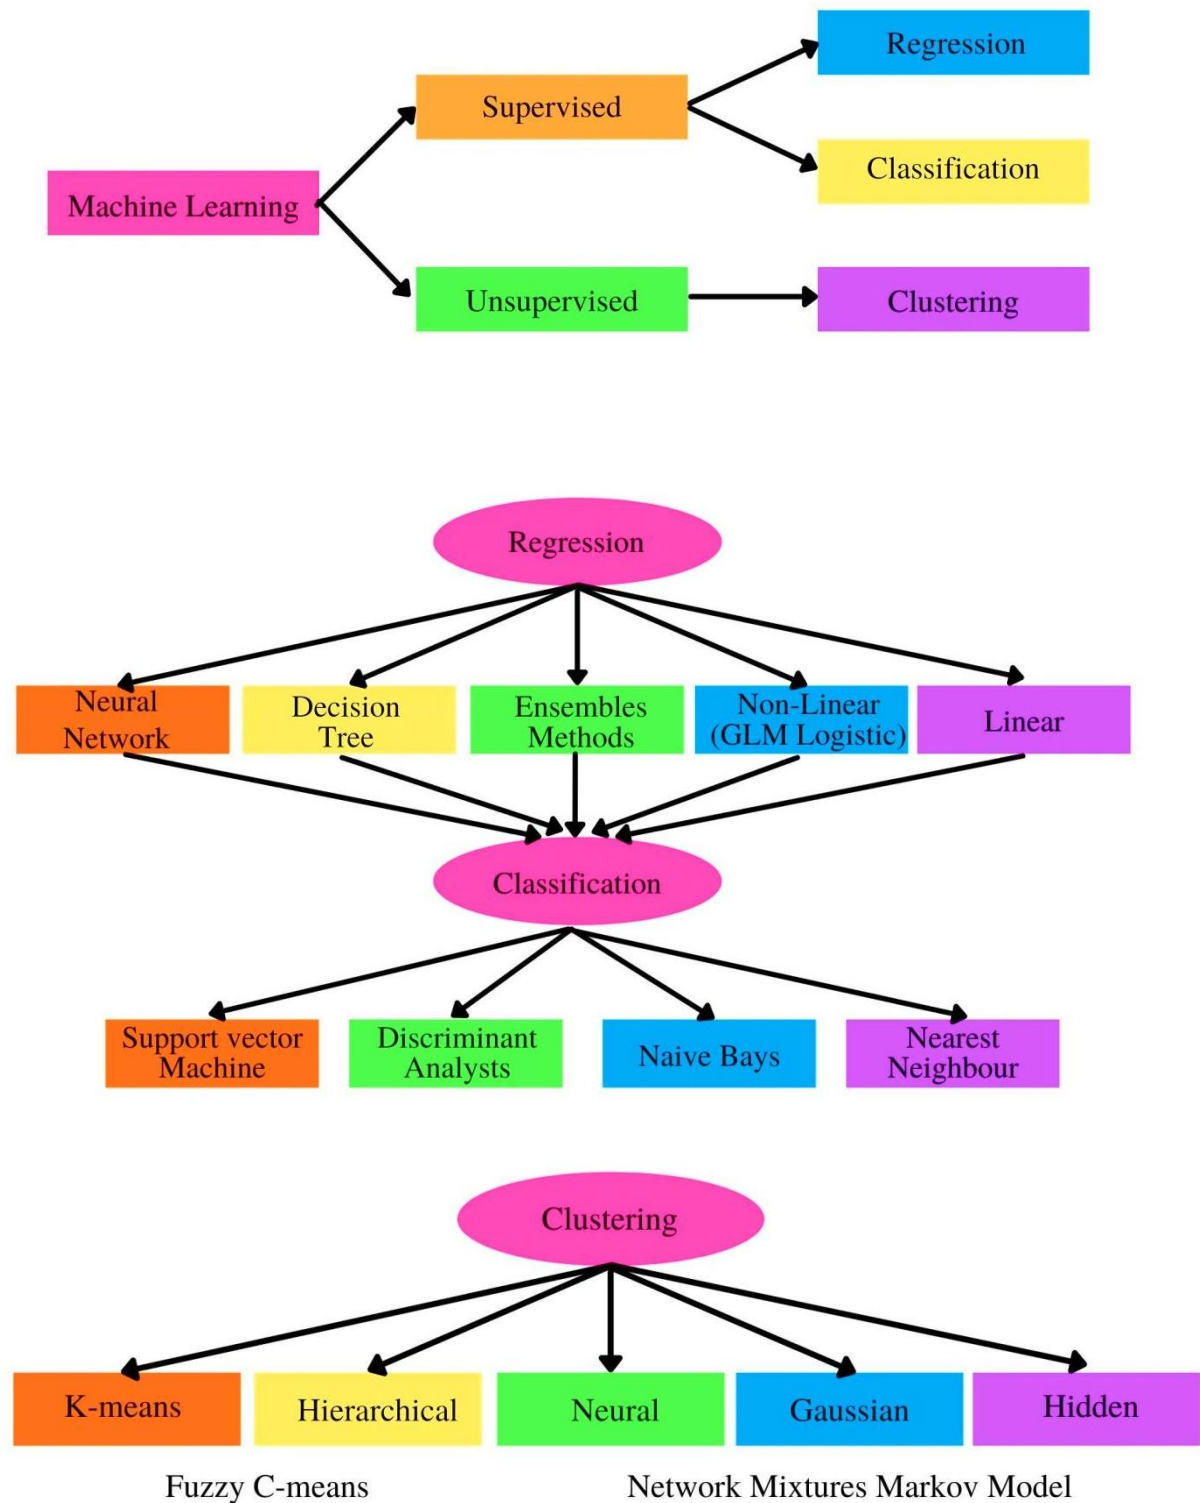 Regression
Supervised
Classification
Machine Learning
Unsupervised
Clustering
Regression
Neural
Network
Decision
Tree
Ensembles
Methods
Non-Linear
(GLM Logistic)
Linear
Classification
Support vector
Machine
Discriminant
Analysts
Naive Bays
Nearest
Neighbour
Clustering
K-means
Hierarchical
Neural
Gaussian
Hidden
Fuzzy C-means
Network Mixtures Markov Model